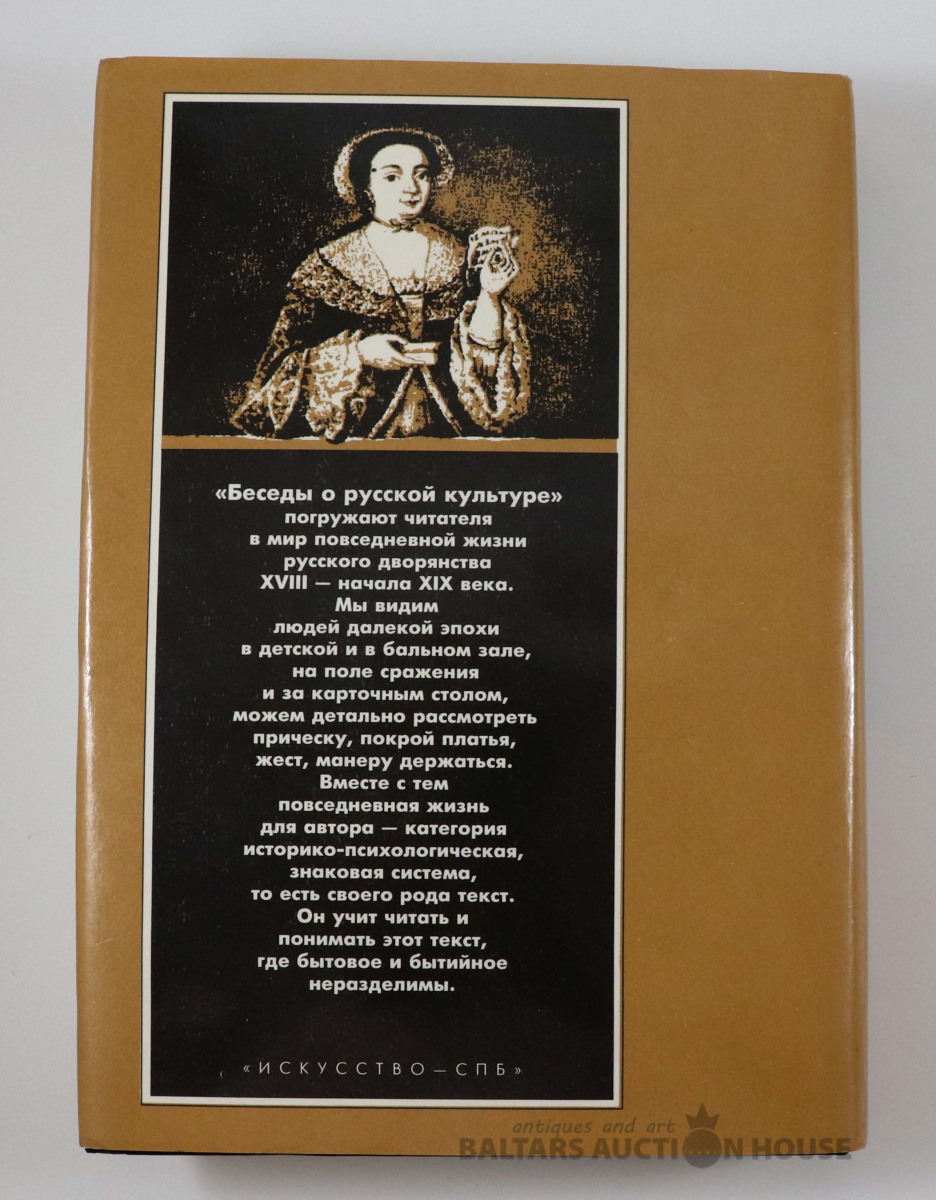 «Беседы о русской культуре»
погружают читателя
в мир повседневной жизни
русского дворянства
XVIII — начала XIX века.
Мы видим
людей далекой эпохи
в детской и в бальном зале,
на поле сражения
и за карточным столом,
можем детально рассмотреть
прическу, покрой платья,
жест, манеру держаться.
Вместе с тем
повседневная жизнь
для автора — категория
историко-психологическая,
знаковая система,
то есть своего рода текст.
Он учит читать и
понимать этот текст,
где бытовое и бытийное
неразделимы.
«ИСКУССТВО—СПБ»
antiques and art
BALTARS AUCTION HOUSE